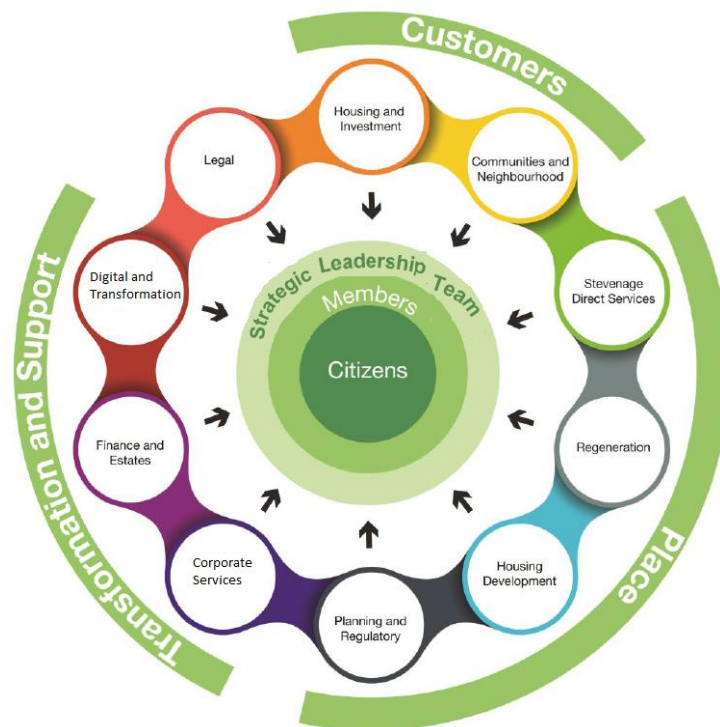 Customers
Housing and
Investment
Communities and
Neighbourhood
Legal
Stevenage
Direct Services
Digital and
Transformation
Strategic Leadership Team
Members
Citizens
Regeneration
Finance and
Estates
Housing
Development
Corporate
Services
Planning and
Regulatory
Place
Transformation and Support